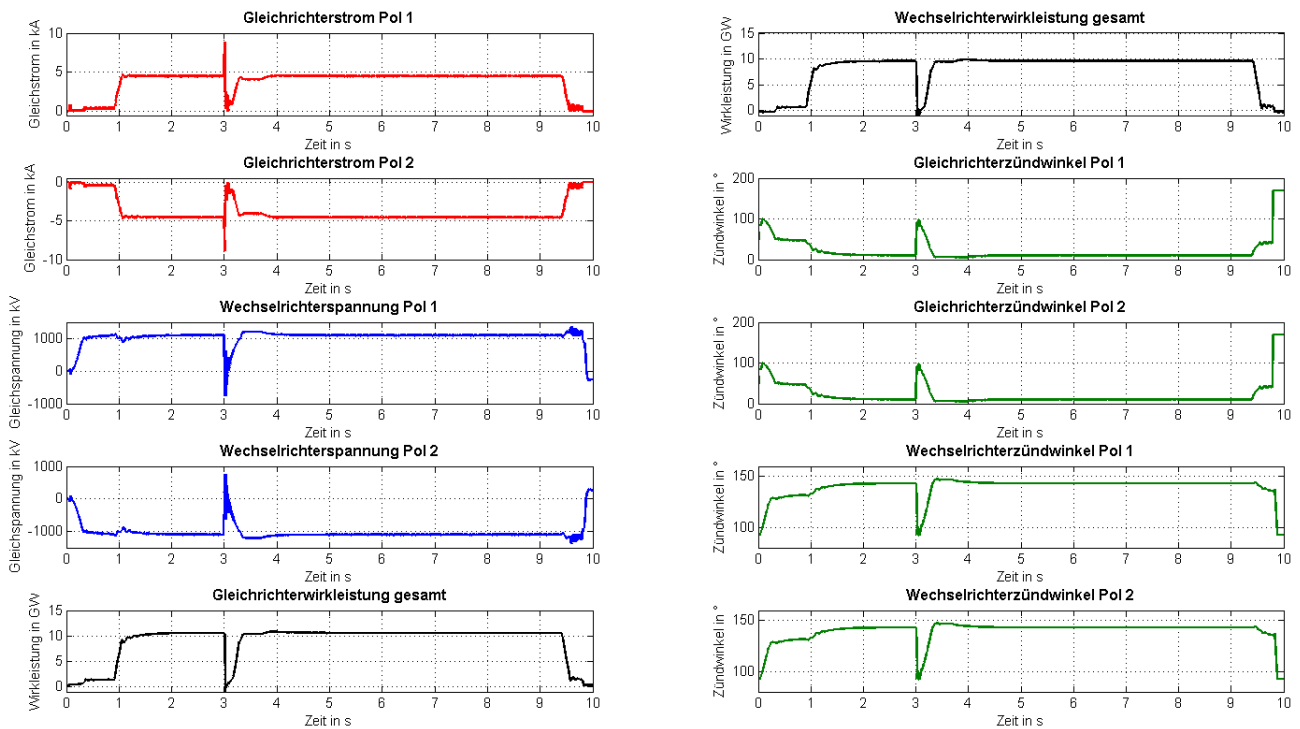 Gleichrichterstrom Pol 1
Gleichstrom in kA
10
5
0
0 1 2 3 4 5 6 7 8 9 10
Zeit in s
Gleichrichterstrom Pol 2
Gleichstrom in kA
0
-5
-10
0 1 2 3 4 5 6 7 8 9 10
Zeit in s
Wechselrichterspannung Pol 1
Gleichspannung in kV
1000
0
-1000
0 1 2 3 4 5 6 7 8 9 10
Zeit in s
Wechselrichterspannung Pol 2
Gleichspannung in kV
1000
0
-1000
0 1 2 3 4 5 6 7 8 9 10
Zeit in s
Gleichrichterwirkleistung gesamt
Wirkleistung in GW
15
10
5
0
0 1 2 3 4 5 6 7 8 9 10
Zeit in s
Wechselrichterwirkleistung gesamt
Wirkleistung in GW
15
10
5
0
0 1 2 3 4 5 6 7 8 9 10
Zeit in s
Gleichrichterzündwinkel Pol 1
Zündwinkel in °
200
100
0
0 1 2 3 4 5 6 7 8 9 10
Zeit in s
Gleichrichterzündwinkel Pol 2
Zündwinkel in °
200
100
0
0 1 2 3 4 5 6 7 8 9 10
Zeit in s
Wechselrichterzündwinkel Pol 1
Zündwinkel in °
150
100
0 1 2 3 4 5 6 7 8 9 10
Zeit in s
Wechselrichterzündwinkel Pol 2
Zündwinkel in °
150
100
0 1 2 3 4 5 6 7 8 9 10
Zeit in s